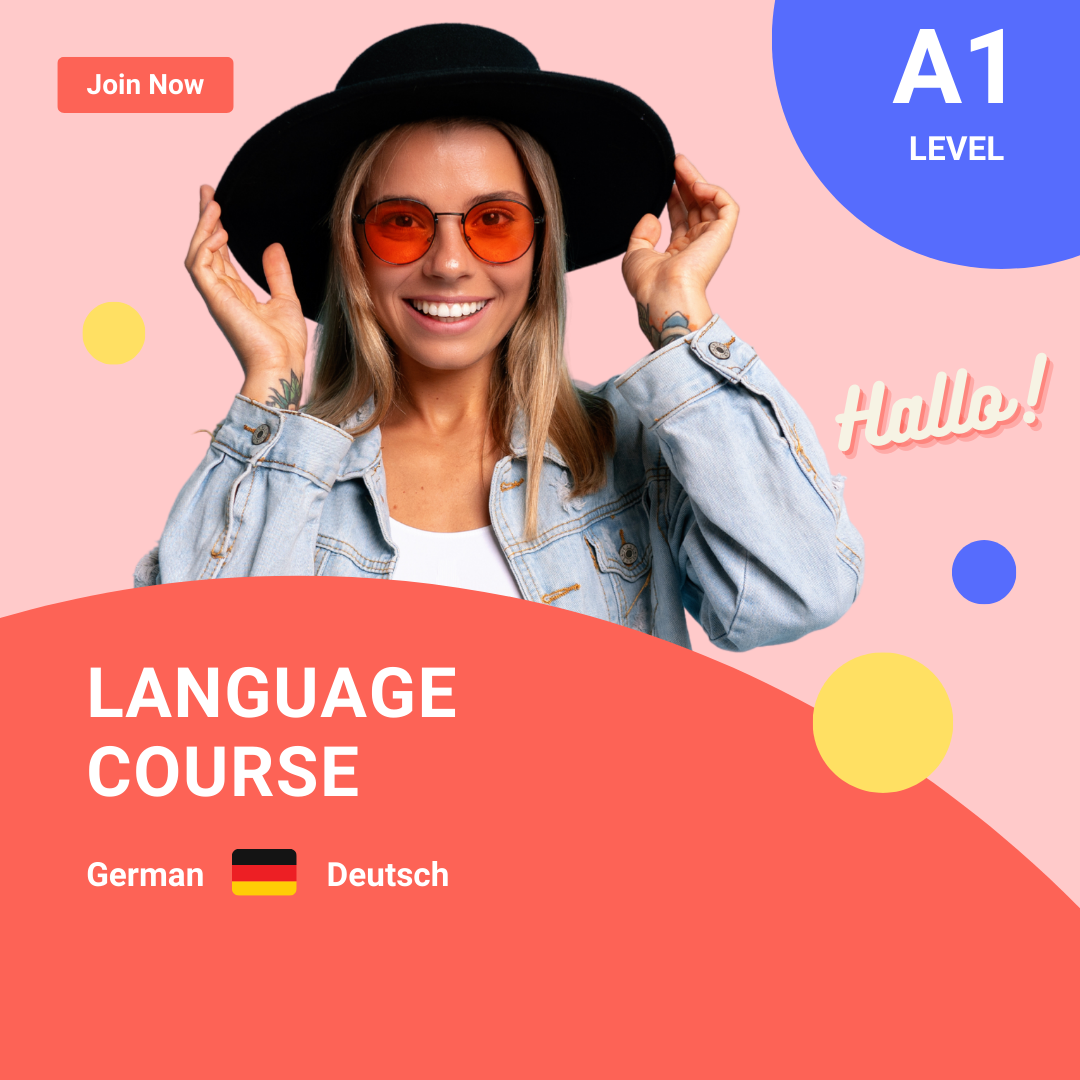 Join Now
A1
LEVEL
Hallo!
LANGUAGE
COURSE
German Deutsch